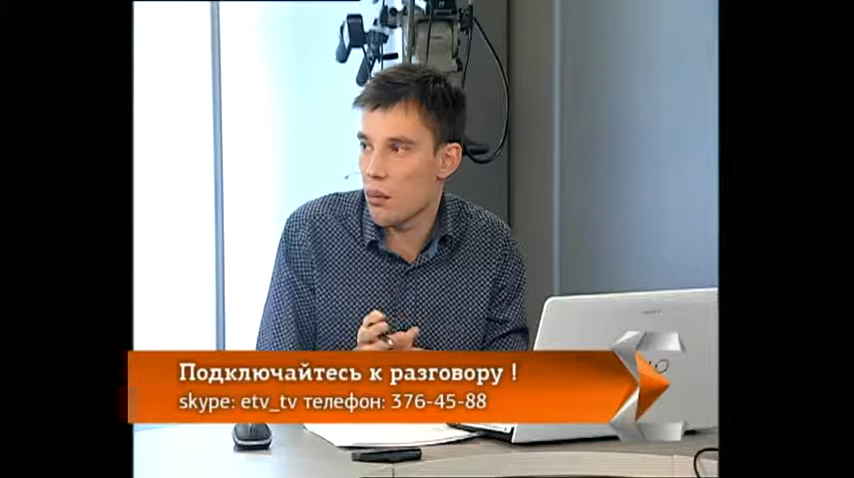 Подключайтесь к разговору !
skype: etv_tv телефон: 376-45-88